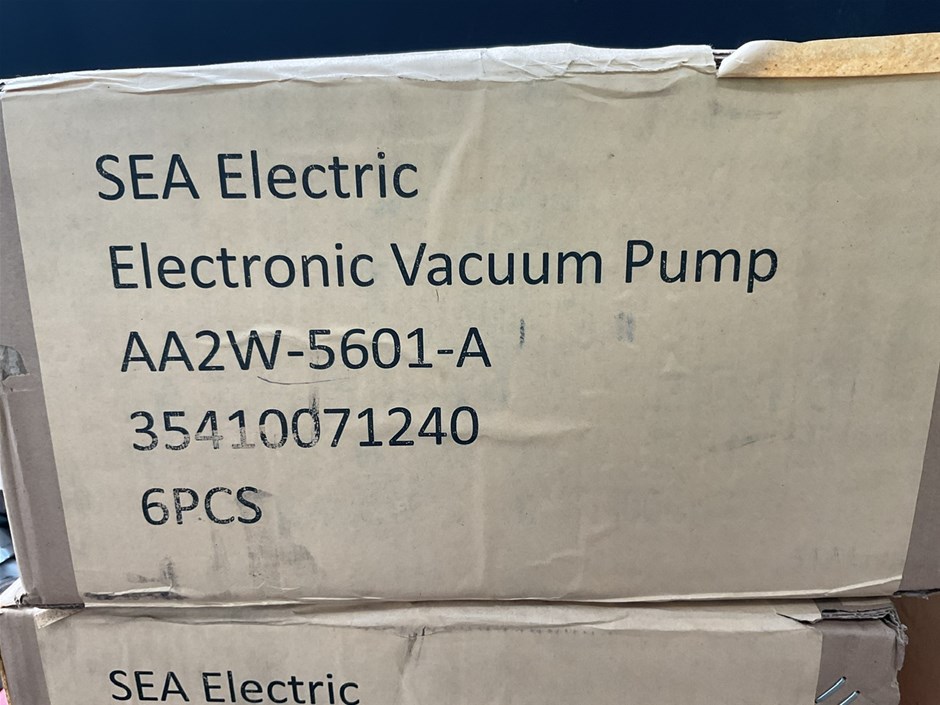 SEA Electric
Electronic Vacuum Pump
AA2W-5601-A
35410071240
6PCS
SEA Electric